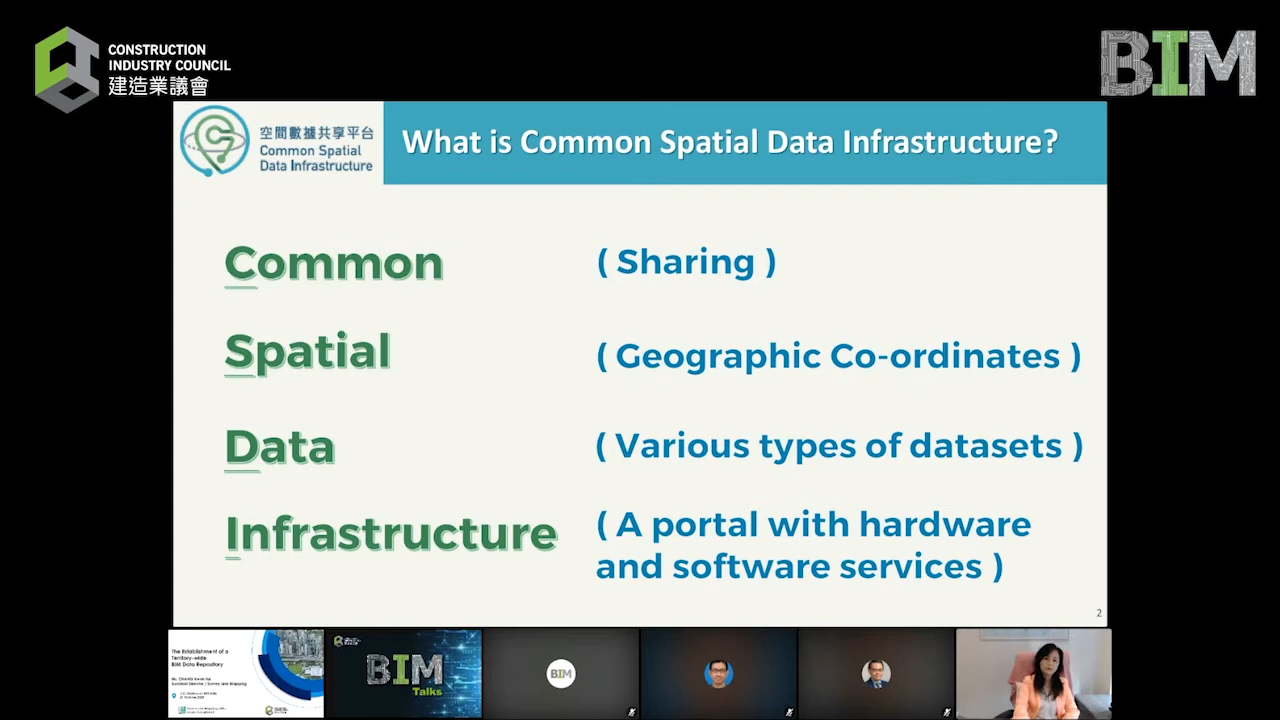 CONSTRUCTION
INDUSTRY COUNCIL
建造業議會
BIM
空間數據共享平台
Common Spatial
Data Infrastructure
What is Common Spatial Data Infrastructure?
Common
( Sharing )
Spatial
( Geographic Co-ordinates )
Data
( Various types of datasets )
Infrastructure
( A portal with hardware
and software services )
2
The Establishment of a
Territory-wide
BIM Data Repository
BIM
Talks
BIM